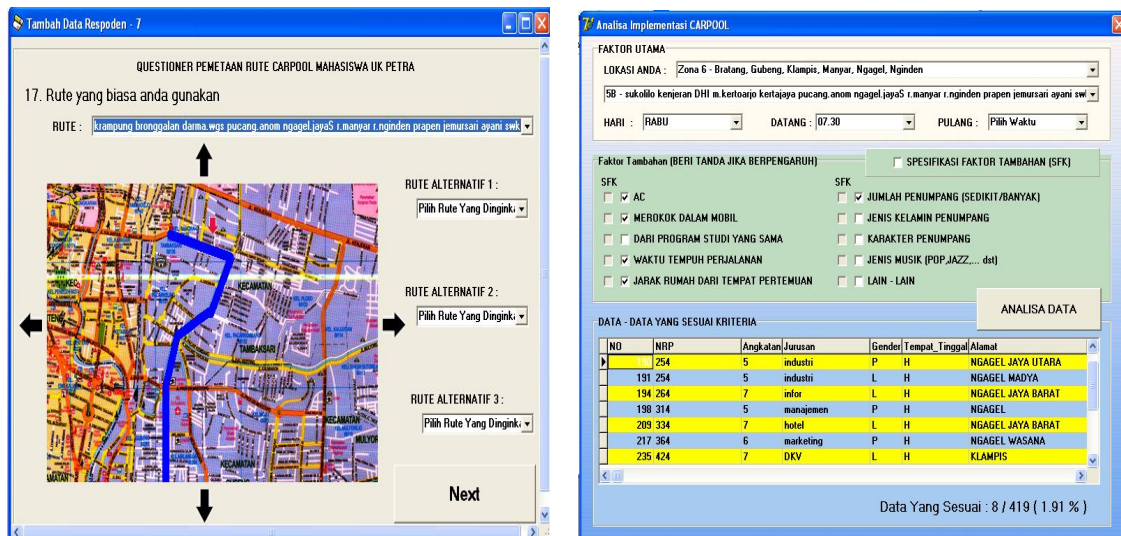 Tambah Data Respoden - 7
QUESTIONER PEMETAAN RUTE CARPOOL MAHASISWA UK PETRA
17. Rute yang biasa anda gunakan
RUTE : krampung bronggalan darma.wgs pucang.anom ngagel.jayaS r.manyar r.nginden prapen jemursari ayani swk
RUTE ALTERNATIF 1 :
Pilih Rute Yang Dingink
RUTE ALTERNATIF 2 :
Pilih Rute Yang Dingink
RUTE ALTERNATIF 3 :
Pilih Rute Yang Dingink
KECAMATAN
TAMBAKSARI
KECAMATAN
KECAMATAN
MULYOR
AMATAN
Next
Analisa Implementasi CARPOOL
FAKTOR UTAMA
LOKASI ANDA : Zona 6 - Bratang, Gubeng, Klampis, Manyar, Ngagel, Nginden
5B - sukolilo kenjeran DHI m.kertoarjo kertajaya pucang.anom ngagel.jayaS r.manyar r.nginden prapen jemursari ayani swl
HARI : RABU DATANG : 07.30 PULANG : Pilih Waktu
Faktor Tambahan (BERI TANDA JIKA BERPENGARUH) SPESIFIKASI FAKTOR TAMBAHAN (SFK)
SFK SFK
AC JUMLAH PENUMPANG (SEDIKIT/BANYAK)
MEROKOK DALAM MOBIL JENIS KELAMIN PENUMPANG
DARI PROGRAM STUDI YANG SAMA KARAKTER PENUMPANG
WAKTU TEMPUH PERJALANAN JENIS MUSIK (POP,JAZZ,... dst)
JARAK RUMAH DARI TEMPAT PERTEMUAN LAIN - LAIN
ANALISA DATA
DATA - DATA YANG SESUAI KRITERIA
NO NRP Angkatan Jurusan Gender Tempat_Tinggal Alamat
254 5 industri P H NGAGEL JAYA UTARA
191 254 5 industri L H NGAGEL MADYA
194 264 7 infor L H NGAGEL JAYA BARAT
198 314 5 manajemen P H NGAGEL
209 334 7 hotel L H NGAGEL JAYA BARAT
217 364 6 marketing P H NGAGEL WASANA
235 424 7 DKV L H KLAMPIS
Data Yang Sesuai : 8 / 419 ( 1.91 % )